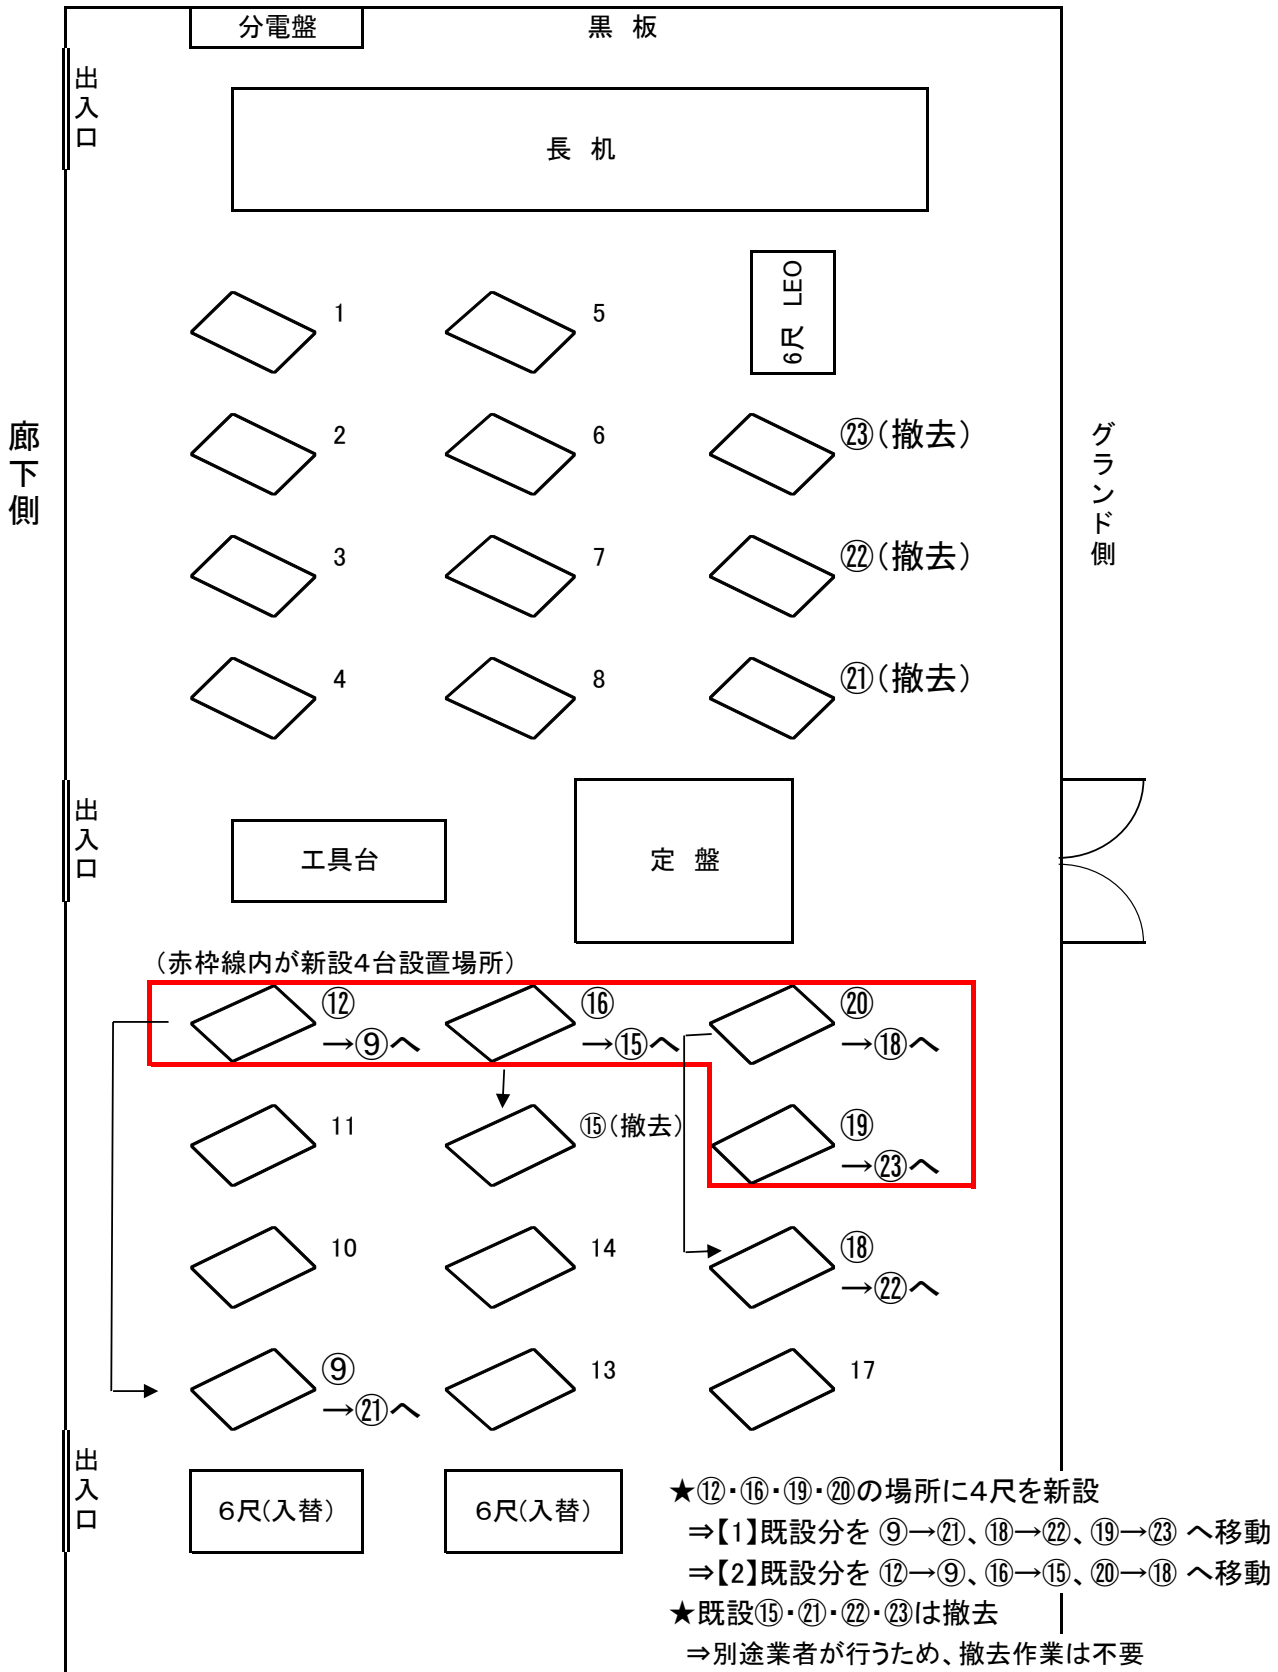 分電盤
黒 板
出入口
長 机
6尺 LEO
1
5
2
6
㉓(撤去)
廊下側
グランド側
3
7
㉒(撤去)
4
8
㉑(撤去)
出入口
工具台
定 盤
(赤枠線内が新設4台設置場所)
⑫
→⑨へ
⑯
→⑮へ
⑳
→⑱へ
11
⑮(撤去)
⑲
→㉓へ
10
14
⑱
→㉒へ
⑨
→㉑へ
13
17
出入口
6尺(入替)
6尺(入替)
★⑫・⑯・⑲・⑳の場所に4尺を新設
⇒【1】既設分を ⑨→㉑、⑱→㉒、⑲→㉓ へ移動
⇒【2】既設分を ⑫→⑨、⑯→⑮、⑳→⑱ へ移動
★既設⑮・㉑・㉒・㉓は撤去
⇒別途業者が行うため、撤去作業は不要